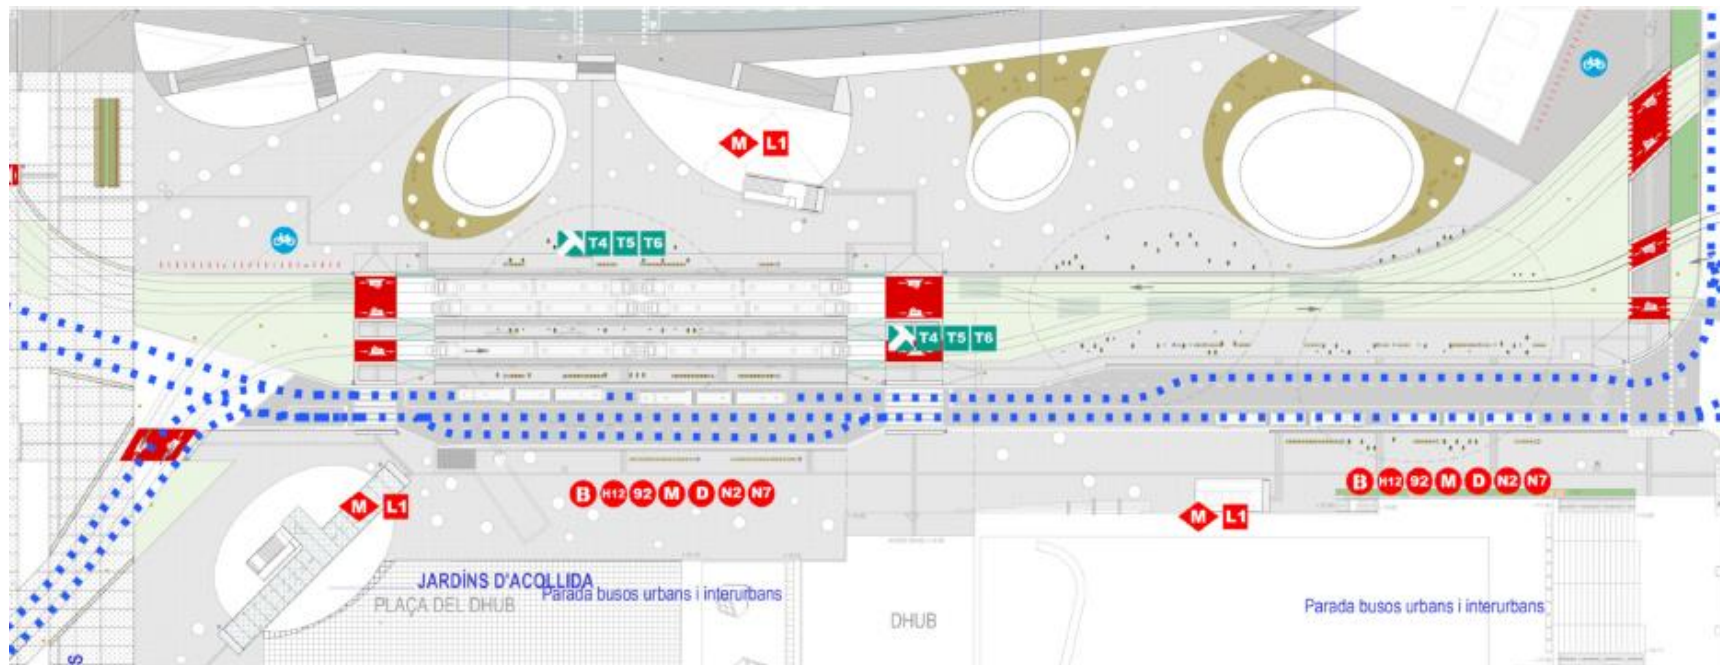 M L1
T4 T5 T6
T4 T5 T6
B H12 92 M D N2 N7
B H12 92 M D N2 N7
M L1
M L1
JARDÍNS D'ACOLLIDA
PLAÇA DEL DHUB
Parada busos urbans i interurbans
DHUB
Parada busos urbans i interurbans
S